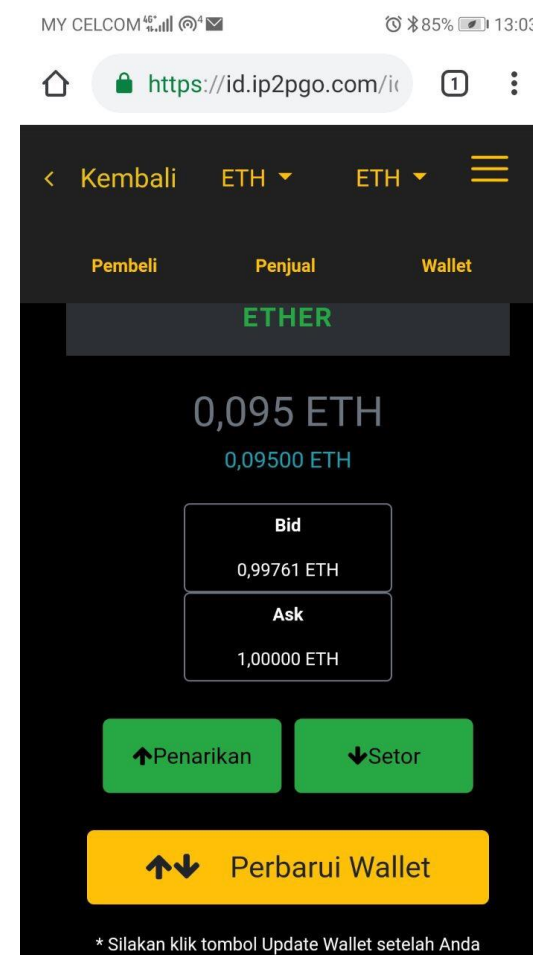 MY CELCOM 4G+ 4 85% 13:03
https://id.ip2pgo.com/i 1
Kembali ETH ETH
Pembeli Penjual Wallet
ETHER
0,095 ETH
0,09500 ETH
Bid
0,99761 ETH
Ask
1,00000 ETH
Penarikan Setor
Perbarui Wallet
* Silakan klik tombol Update Wallet setelah Anda